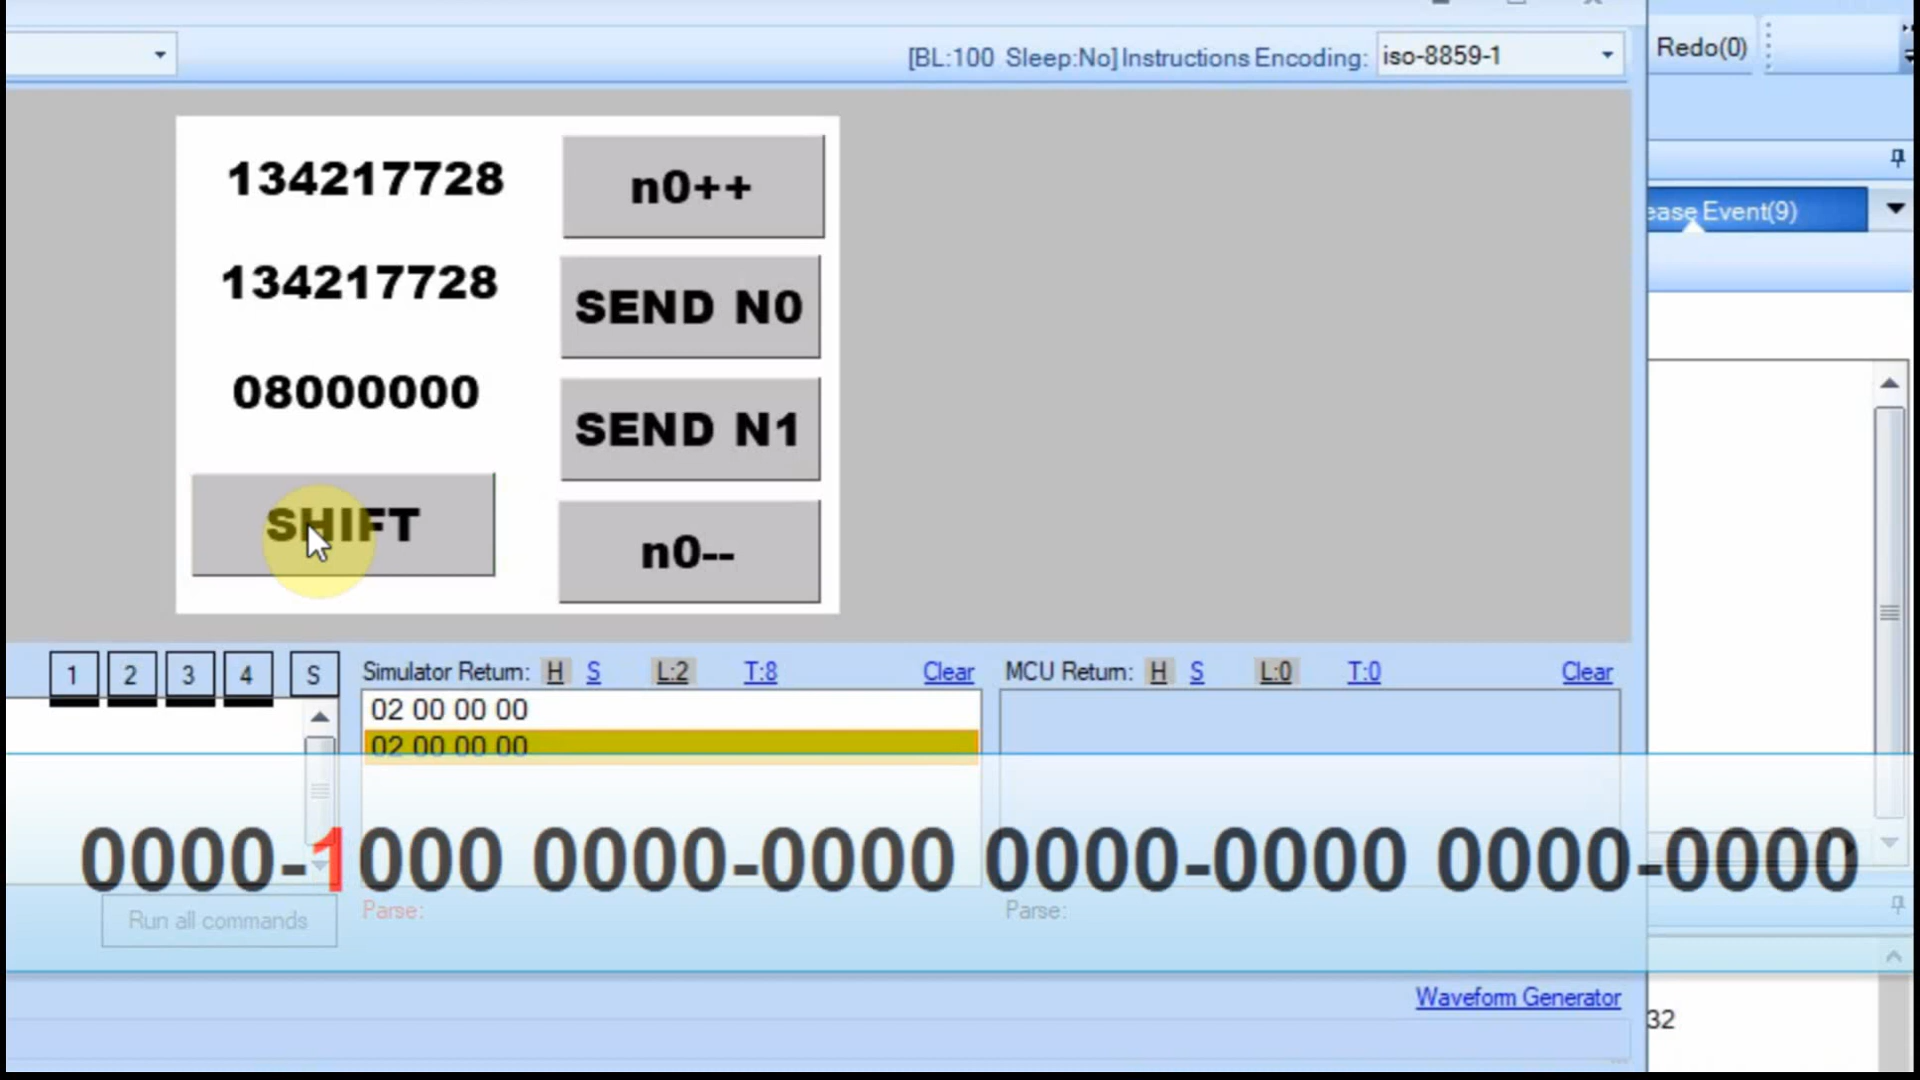 [BL:100 Sleep:No] Instructions Encoding: iso-8859-1
Redo(0)
ease Event(9)
134217728
134217728
08000000
SHIFT
n0++
SEND N0
SEND N1
n0--
1 2 3 4 S
Simulator Return: H S L:2 T:8 Clear
MCU Return: H S L:0 T:0 Clear
02 00 00 00
02 00 00 00
0000-1000 0000-0000 0000-0000 0000-0000
Run all commands
Parse:
Parse:
Waveform Generator
32